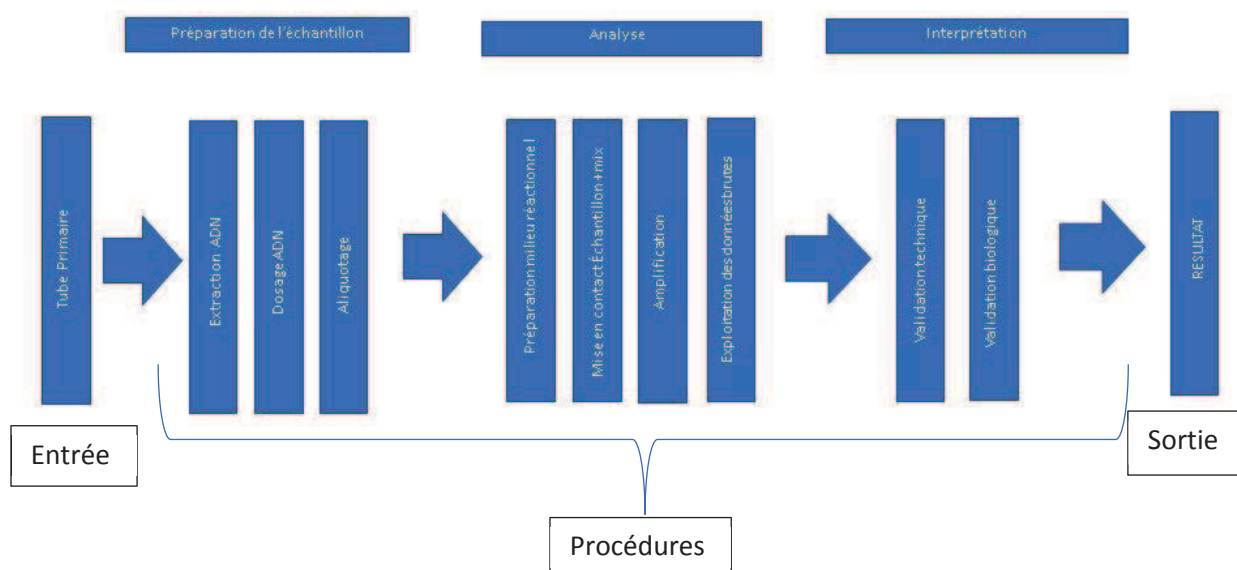 Préparation de l'échantillon
Analyse
Interprétation
Tube Primaire
Extraction ADN
Dosage ADN
Aliquotage
Préparation milieu réactionnel
Mise en contact Échantillon+mix
Amplification
Exploitation des données brutes
Validation technique
Validation biologique
RESULTAT
Entrée
Sortie
Procédures